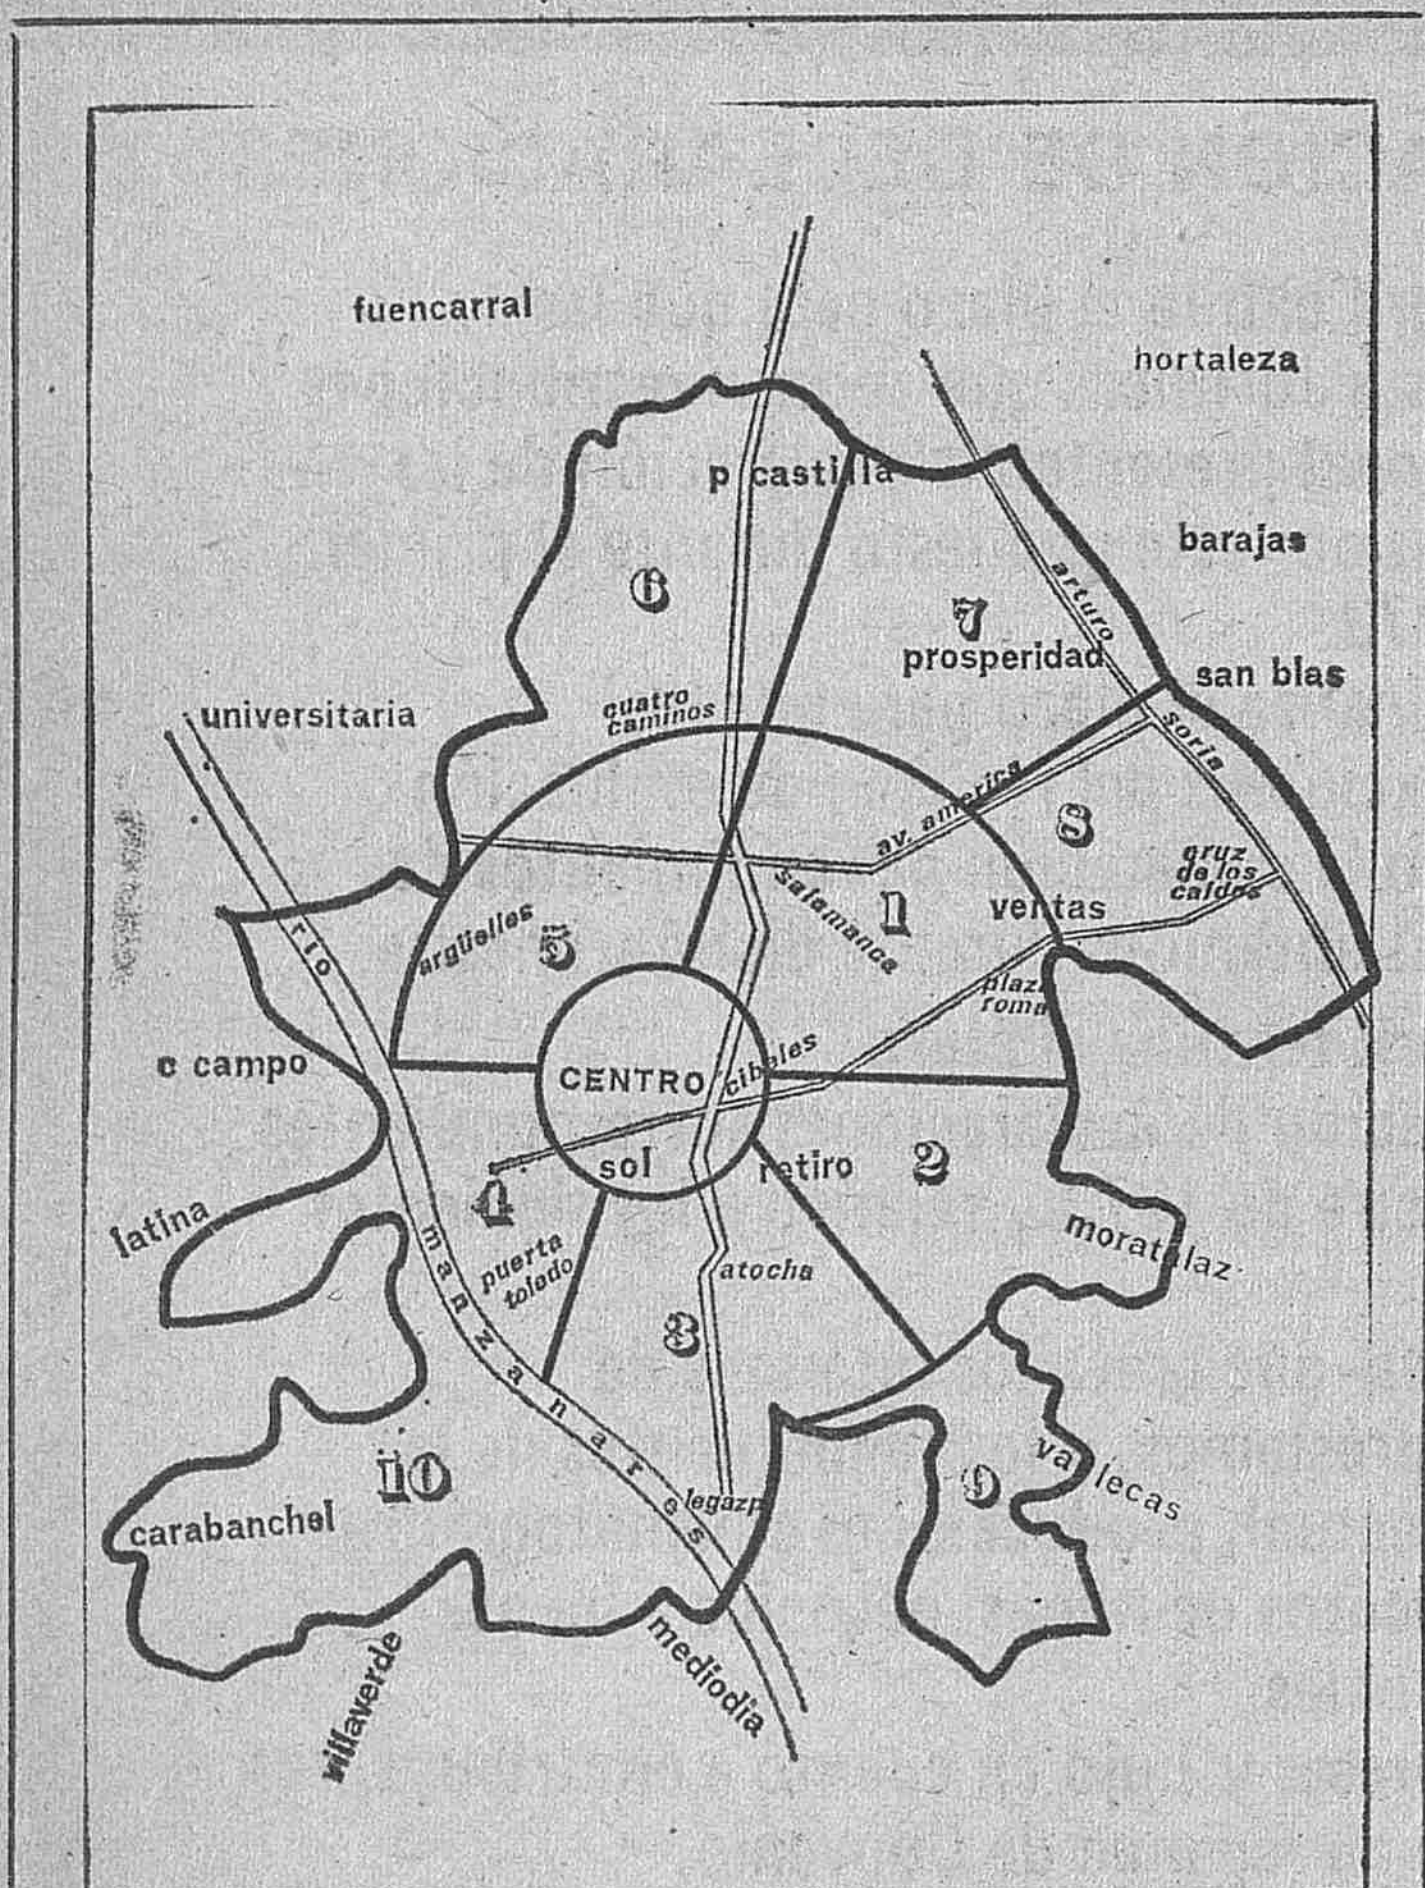 fuencarral
hortaleza
p castilla
barajas
6
arturo
7
prosperidad
san blas
universitaria
cuatro
caminos
soria
av. america
8
cruz
de los
caidos
salamanca
1
ventas
argüelles
5
rio
plaza
roma
c campo
CENTRO
cibeles
sol
retiro
2
4
latina
manzanares
moratalaz
puerta
toledo
atocha
3
vallecas
10
9
legazpi
carabanchel
villaverde
mediodia